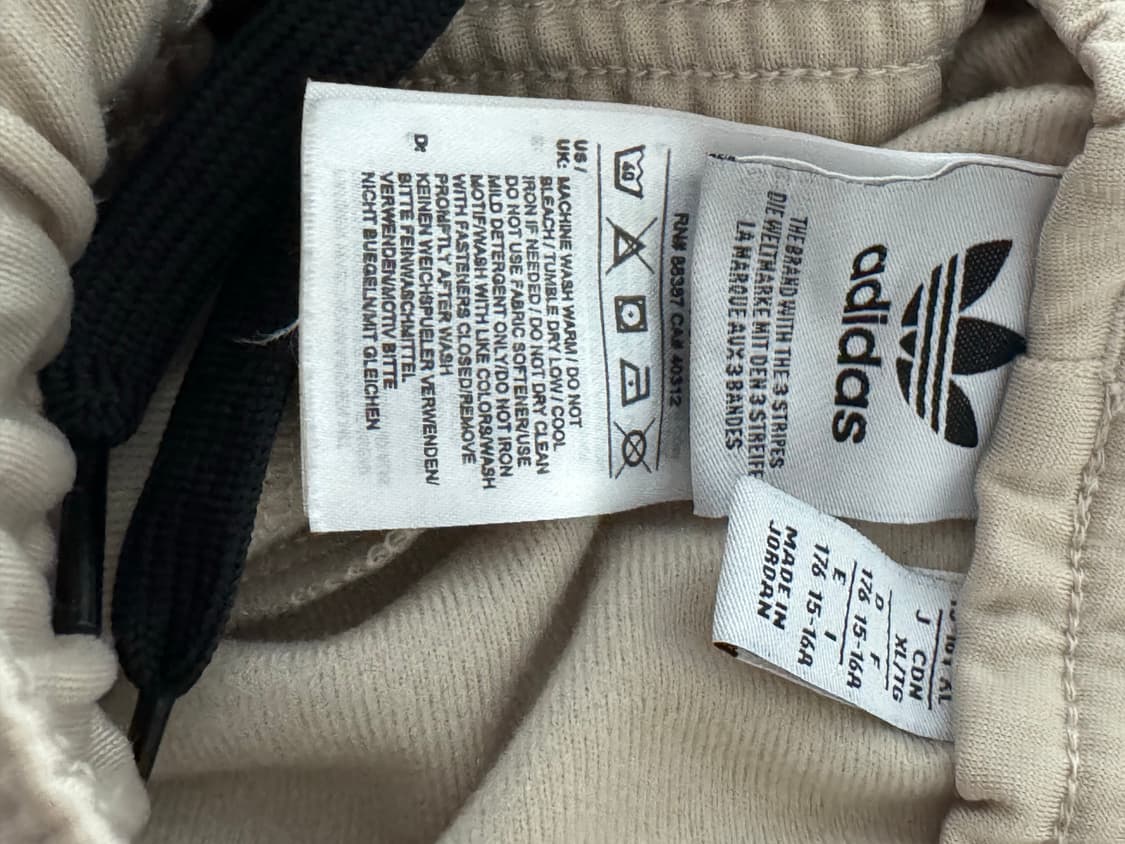 adidas
THE BRAND WITH THE 3 STRIPES
DIE WELTMARKE MIT DEN 3 STREIFE
LA MARQUE AUX 3 BANDES
RN# 88387 CA# 40312
40
US /
UK: MACHINE WASH WARM / DO NOT
BLEACH / TUMBLE DRY LOW / COOL
IRON IF NEEDED / DO NOT DRY CLEAN
DO NOT USE FABRIC SOFTENER/USE
MILD DETERGENT ONLY/DO NOT IRON
MOTIF/WASH WITH LIKE COLORS/WASH
WITH FASTENERS CLOSED/REMOVE
PROMPTLY AFTER WASH
D: KEINEN WEICHSPUELER VERWENDEN/
BITTE FEINWASCHMITTEL
VERWENDEN/MOTIV BITTE
NICHT BUEGELN/MIT GLEICHEN
XL
J CDN
XL/TG
D F
176 15-16A
E I
176 15-16A
MADE IN
JORDAN